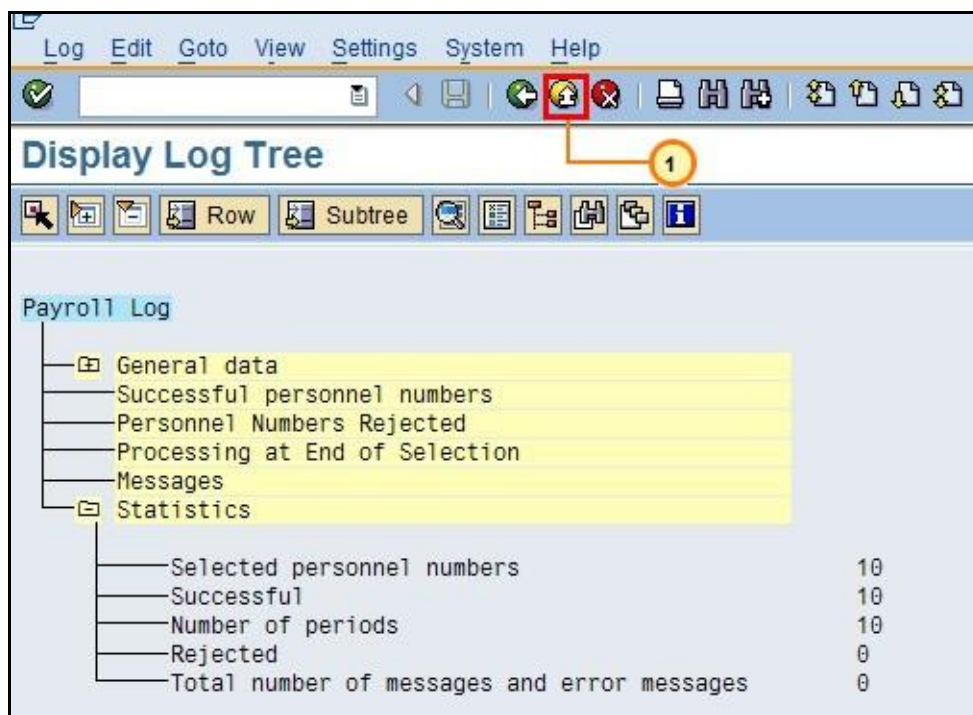 Log Edit Goto View Settings System Help
Display Log Tree
1
Row Subtree
Payroll Log
General data
Successful personnel numbers
Personnel Numbers Rejected
Processing at End of Selection
Messages
Statistics
Selected personnel numbers 10
Successful 10
Number of periods 10
Rejected 0
Total number of messages and error messages 0